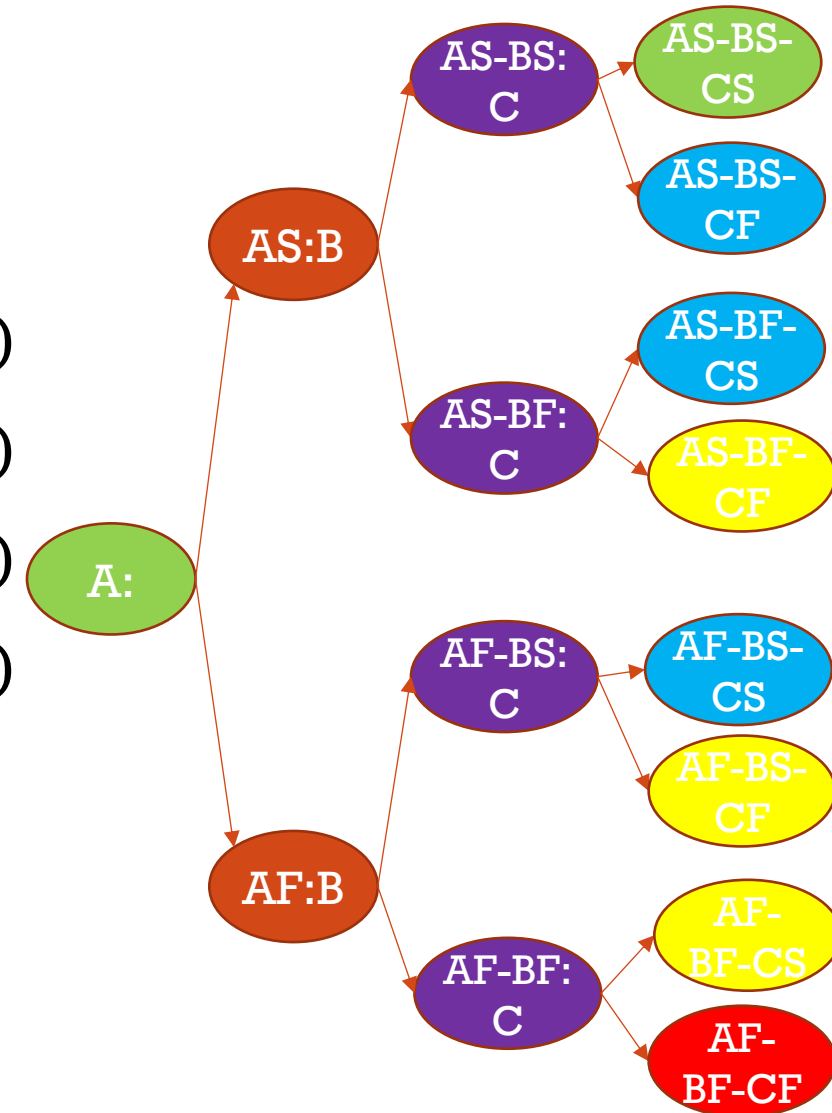 )
)
)
)
A:
AS:B
AF:B
AS-BS:
C
AS-BF:
C
AF-BS:
C
AF-BF:
C
AS-BS-
CS
AS-BS-
CF
AS-BF-
CS
AS-BF-
CF
AF-BS-
CS
AF-BS-
CF
AF-
BF-CS
AF-
BF-CF